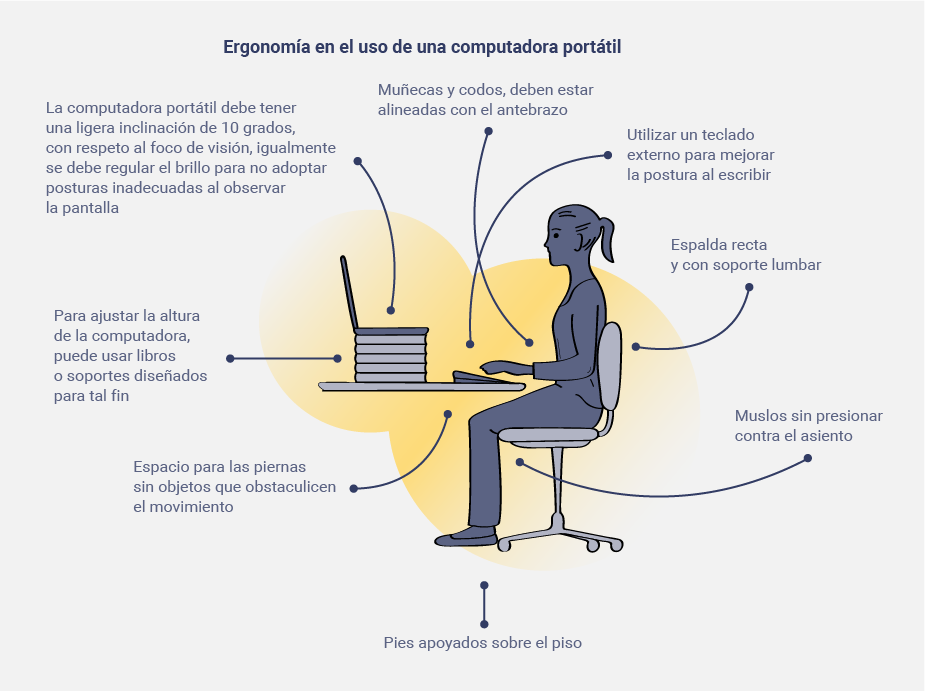 Ergonomía en el uso de una computadora portátil
La computadora portátil debe tener
una ligera inclinación de 10 grados,
con respeto al foco de visión, igualmente
se debe regular el brillo para no adoptar
posturas inadecuadas al observar
la pantalla
Muñecas y codos, deben estar
alineadas con el antebrazo
Utilizar un teclado
externo para mejorar
la postura al escribir
Espalda recta
y con soporte lumbar
Para ajustar la altura
de la computadora,
puede usar libros
o soportes diseñados
para tal fin
Muslos sin presionar
contra el asiento
Espacio para las piernas
sin objetos que obstaculicen
el movimiento
Pies apoyados sobre el piso